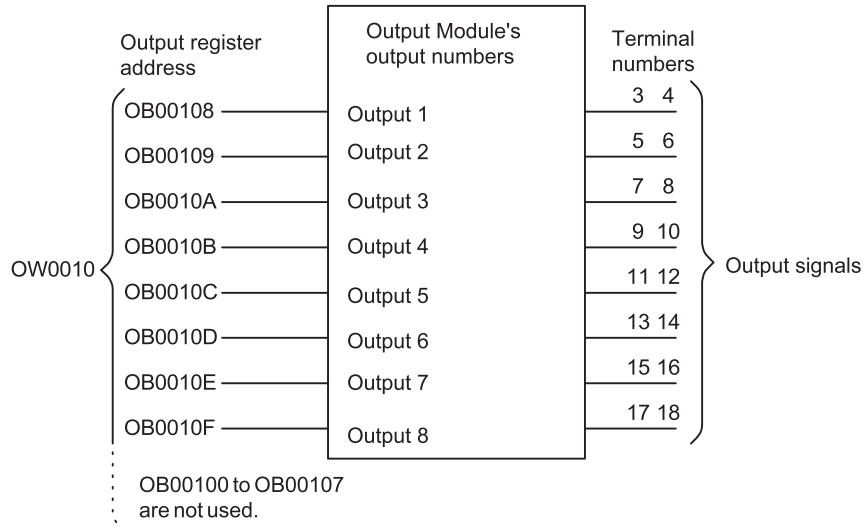 Output register
address
Output Module's
output numbers
Terminal
numbers
OB00108
Output 1
3 4
OB00109
Output 2
5 6
OB0010A
Output 3
7 8
OB0010B
Output 4
9 10
OW0010
Output signals
OB0010C
Output 5
11 12
OB0010D
Output 6
13 14
OB0010E
Output 7
15 16
OB0010F
Output 8
17 18
OB00100 to OB00107
are not used.